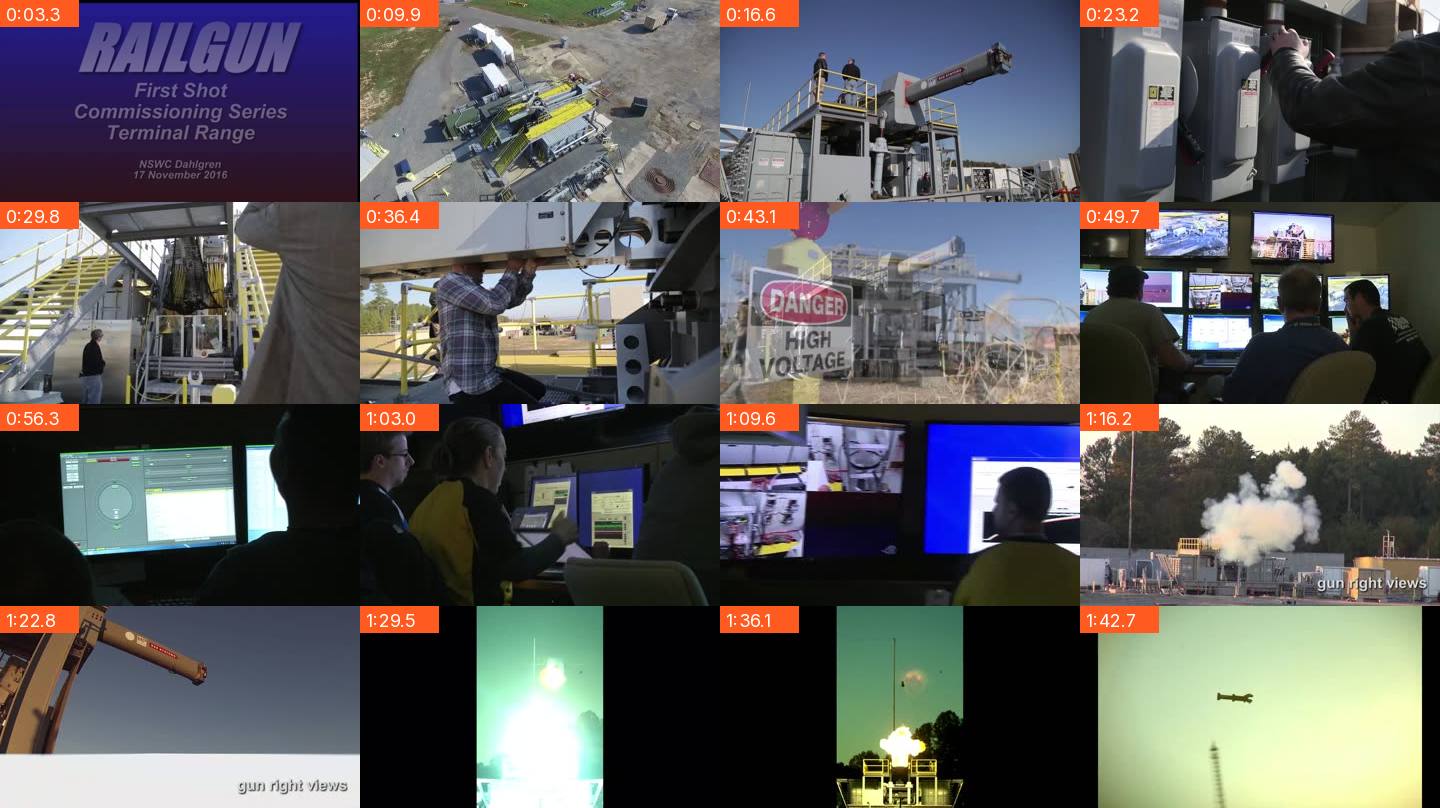 0:03.3
RAILGUN
First Shot
Commissioning Series
Terminal Range
NSWC Dahlgren
17 November 2016
0:09.9
0:16.6
0:23.2
0:29.8
0:36.4
0:43.1
DANGER
HIGH
VOLTAGE
0:49.7
0:56.3
1:03.0
1:09.6
1:16.2
gun right views
1:22.8
gun right views
1:29.5
1:36.1
1:42.7